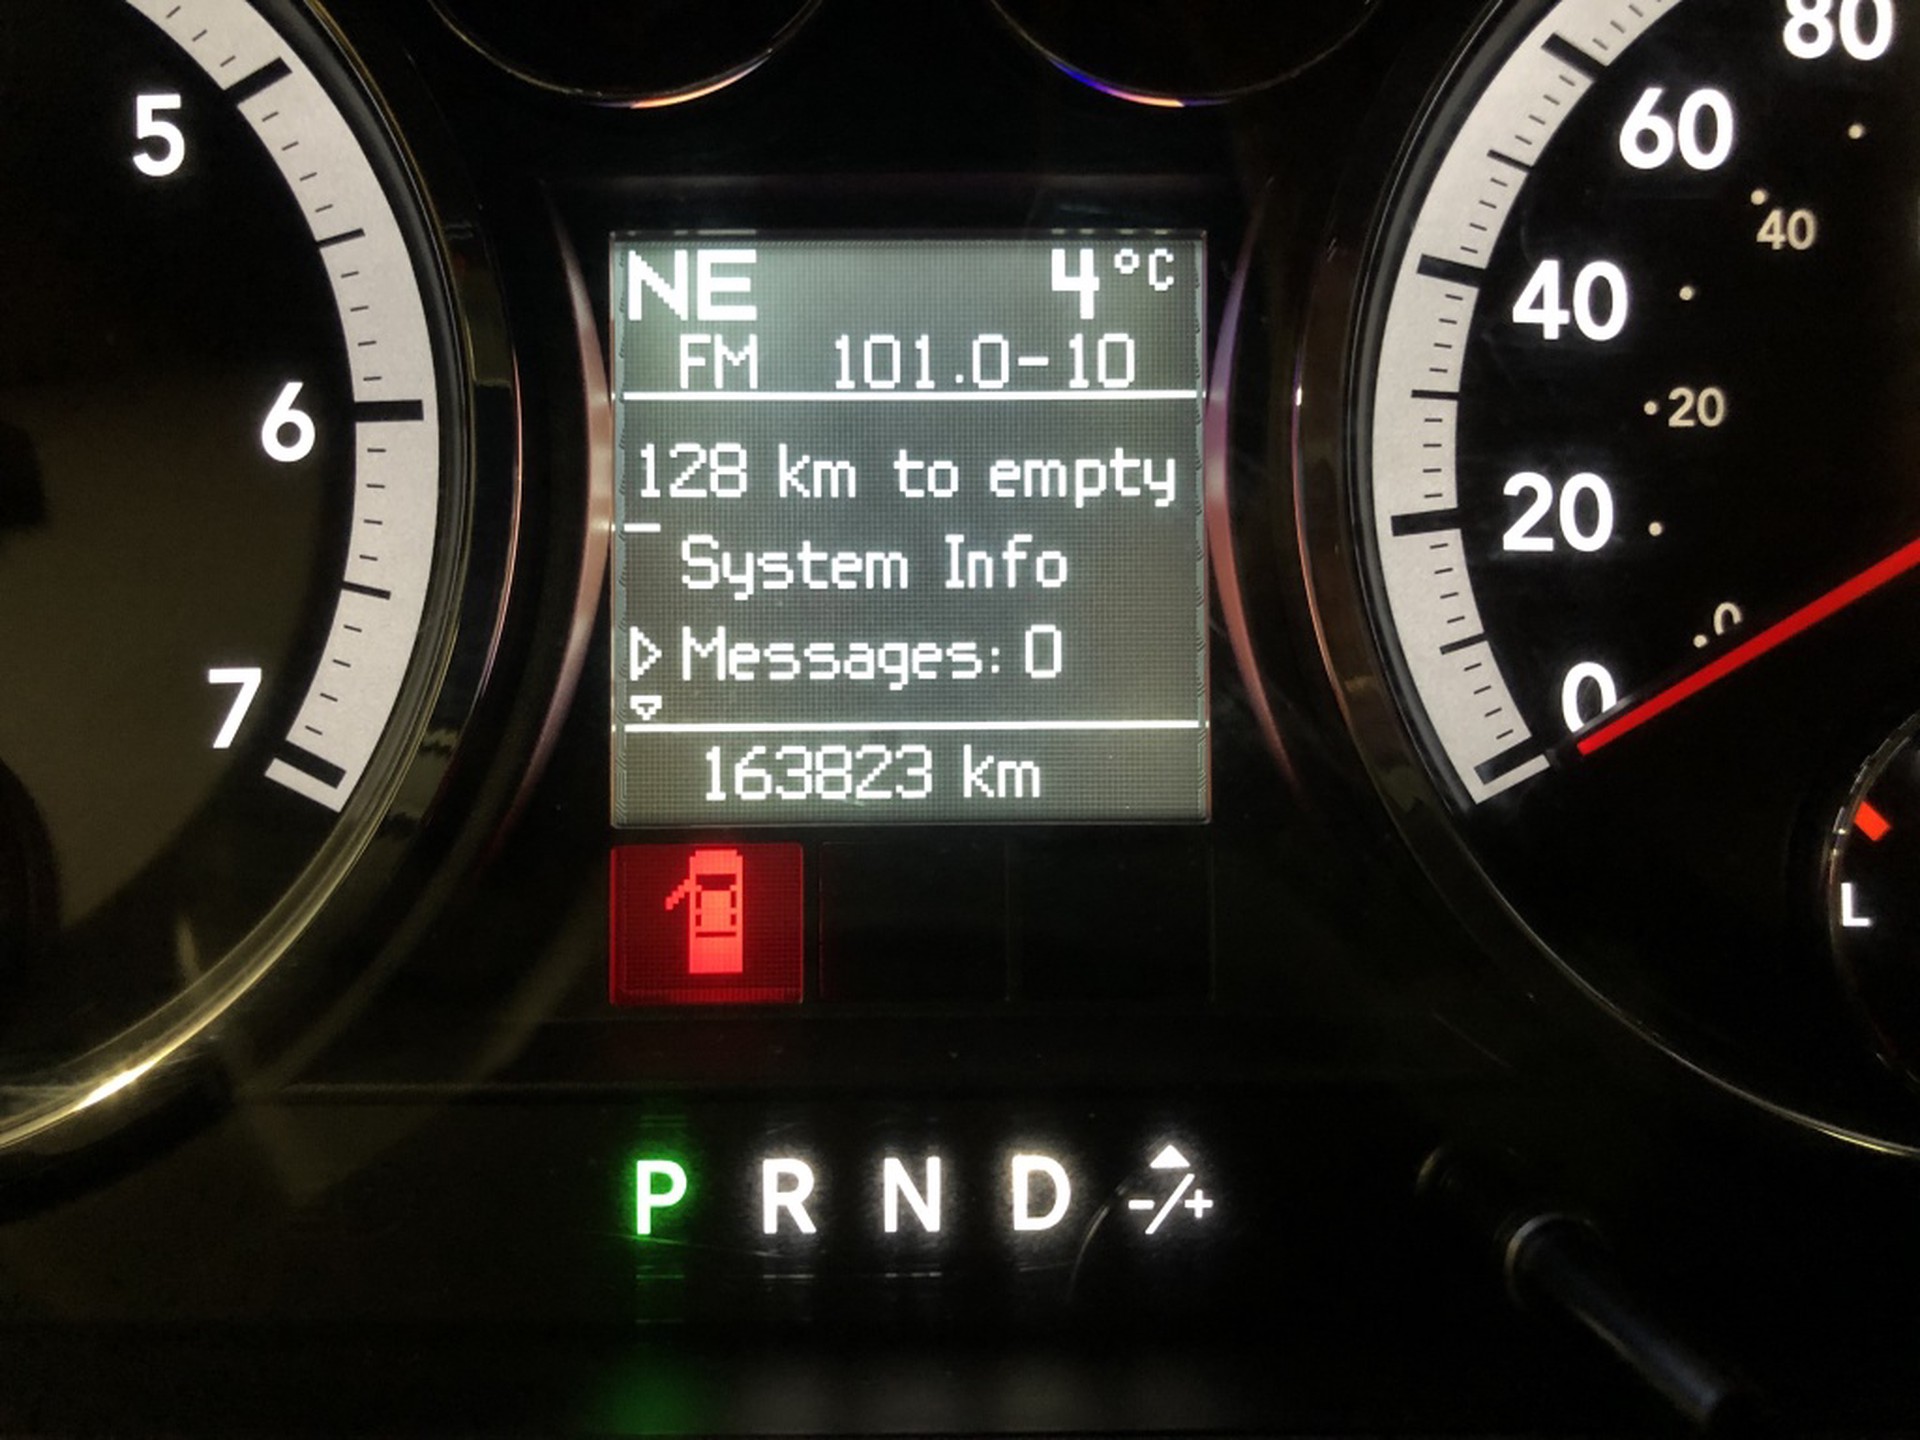 5
6
7
NE 4°C
FM 101.0-10
128 km to empty
System Info
Messages: 0
163823 km
P R N D -/+
80
60
40
40
20
20
0
0
L